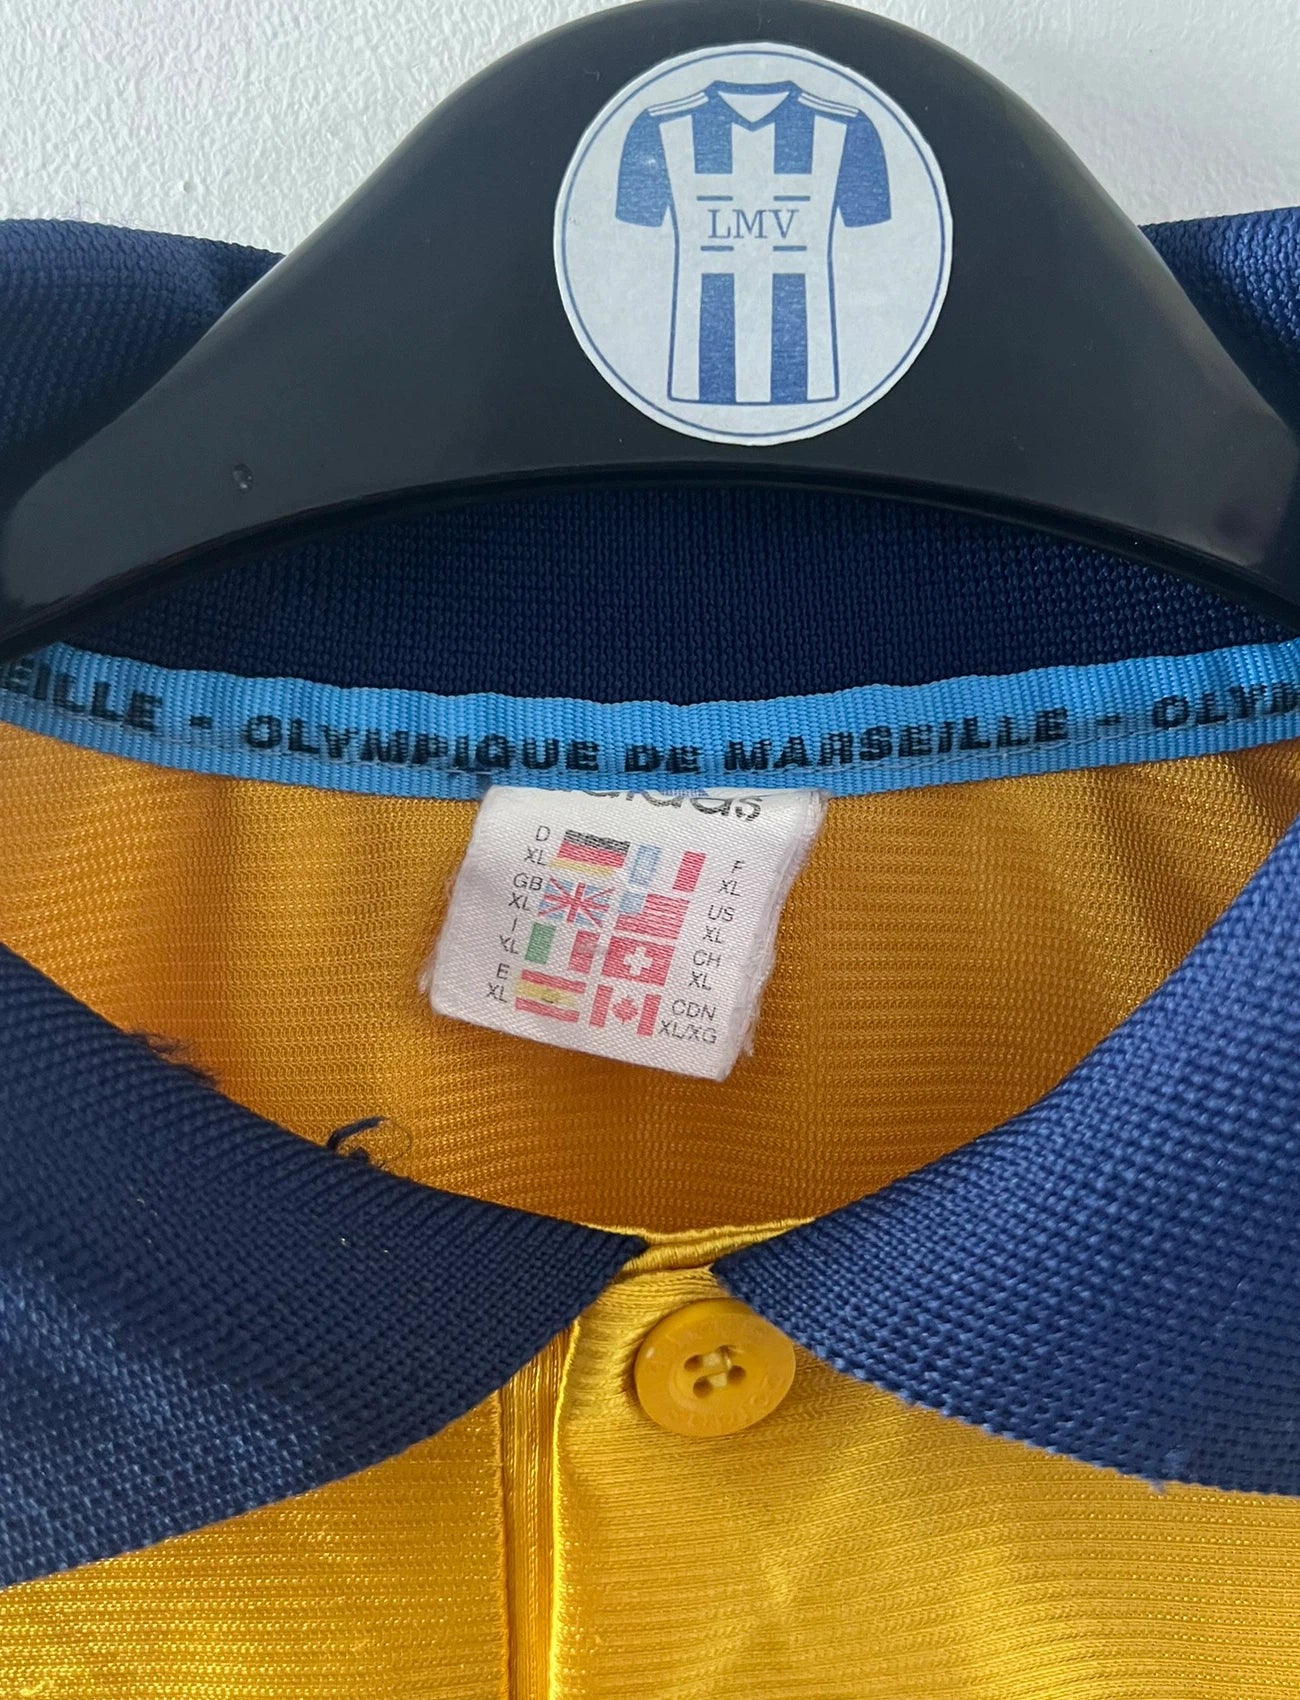 LMV
EILLE - OLYMPIQUE DE MARSEILLE - OLYM
adidas
D
XL
F
XL
GB
XL
US
XL
I
XL
CH
XL
E
XL
CDN
XL/XG